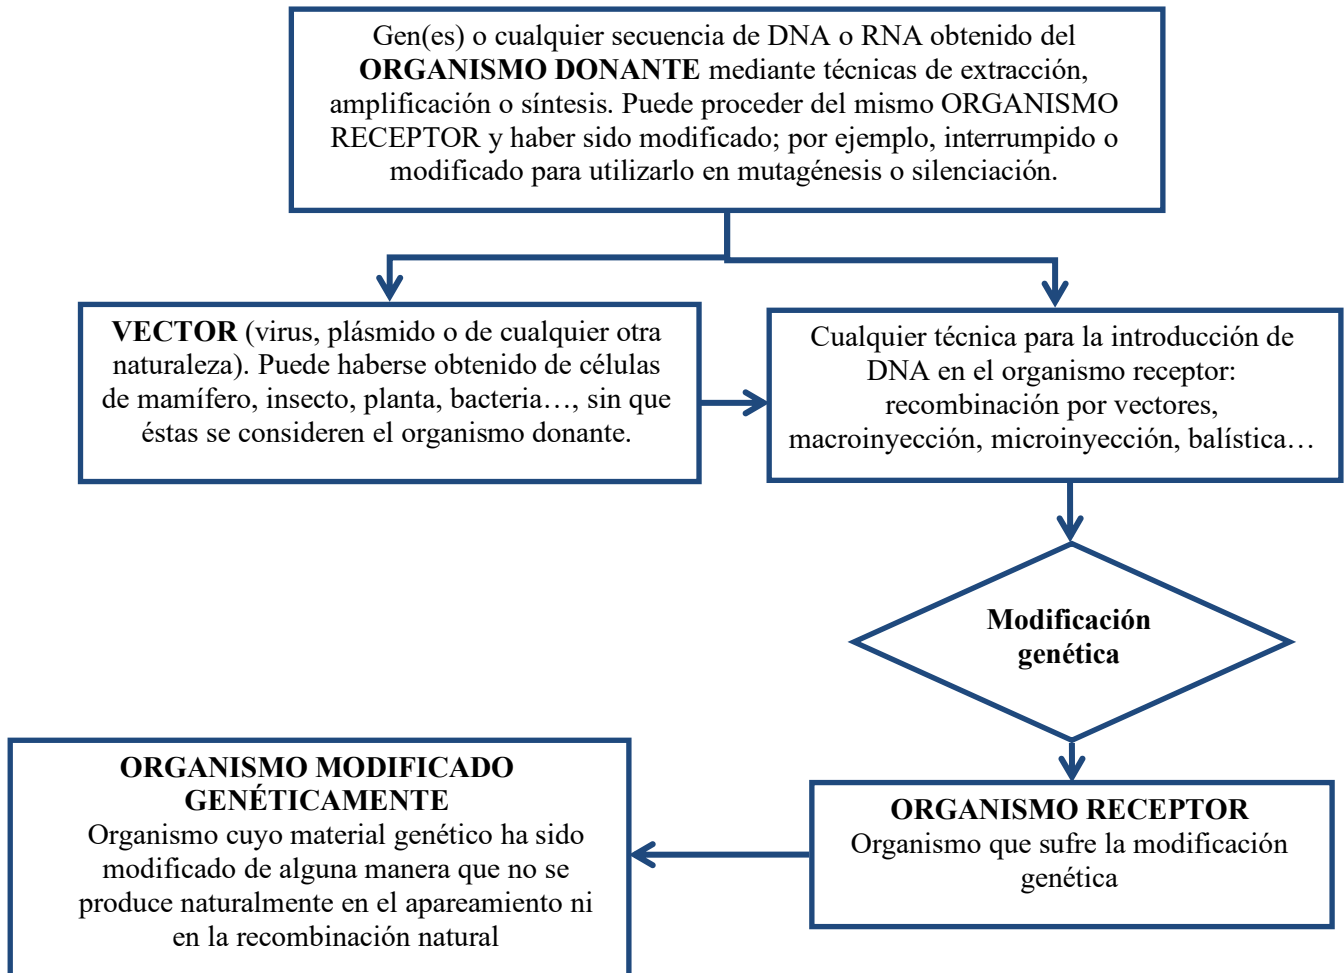 Gen(es) o cualquier secuencia de DNA o RNA obtenido del
ORGANISMO DONANTE mediante técnicas de extracción,
amplificación o síntesis. Puede proceder del mismo ORGANISMO
RECEPTOR y haber sido modificado; por ejemplo, interrumpido o
modificado para utilizarlo en mutagénesis o silenciación.
VECTOR (virus, plásmido o de cualquier otra
naturaleza). Puede haberse obtenido de células
de mamífero, insecto, planta, bacteria…, sin que
éstas se consideren el organismo donante.
Cualquier técnica para la introducción de
DNA en el organismo receptor:
recombinación por vectores,
macroinyección, microinyección, balística…
Modificación
genética
ORGANISMO RECEPTOR
Organismo que sufre la modificación
genética
ORGANISMO MODIFICADO
GENÉTICAMENTE
Organismo cuyo material genético ha sido
modificado de alguna manera que no se
produce naturalmente en el apareamiento ni
en la recombinación natural